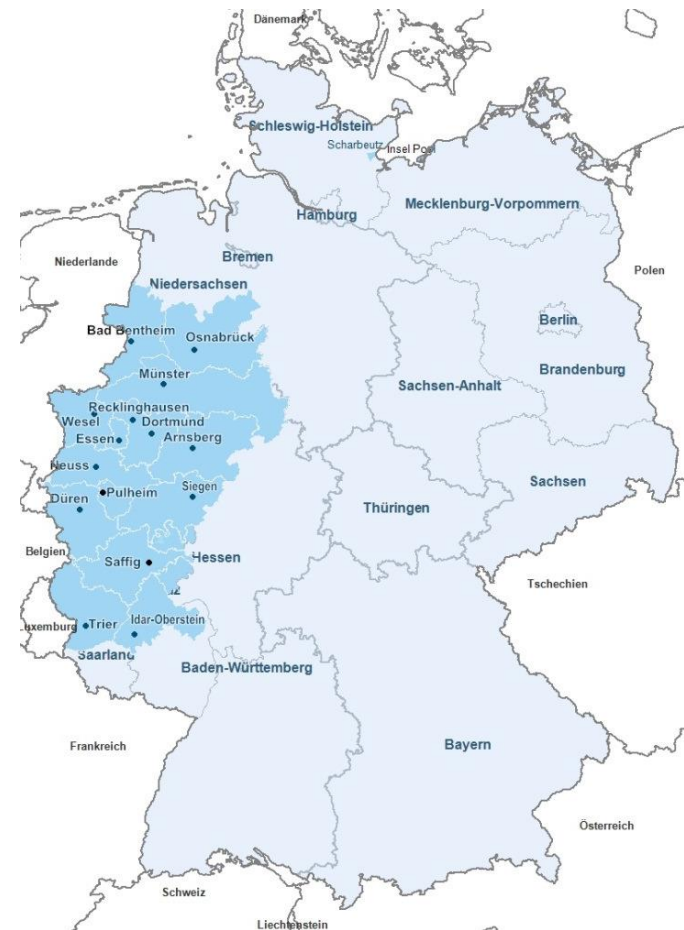 Dänemark
Schleswig-Holstein
Scharbeutz
Insel Poel
Mecklenburg-Vorpommern
Hamburg
Bremen
Niederlande
Polen
Niedersachsen
Berlin
Bad Bentheim
Osnabrück
Brandenburg
Münster
Sachsen-Anhalt
Recklinghausen
Wesel
Dortmund
Essen
Arnsberg
Neuss
Sachsen
Siegen
Pulheim
Düren
Thüringen
Belgien
Saffig
Hessen
Tschechien
Idar-Oberstein
Trier
Luxemburg
Saarland
Baden-Württemberg
Frankreich
Bayern
Österreich
Schweiz
Liechtenstein